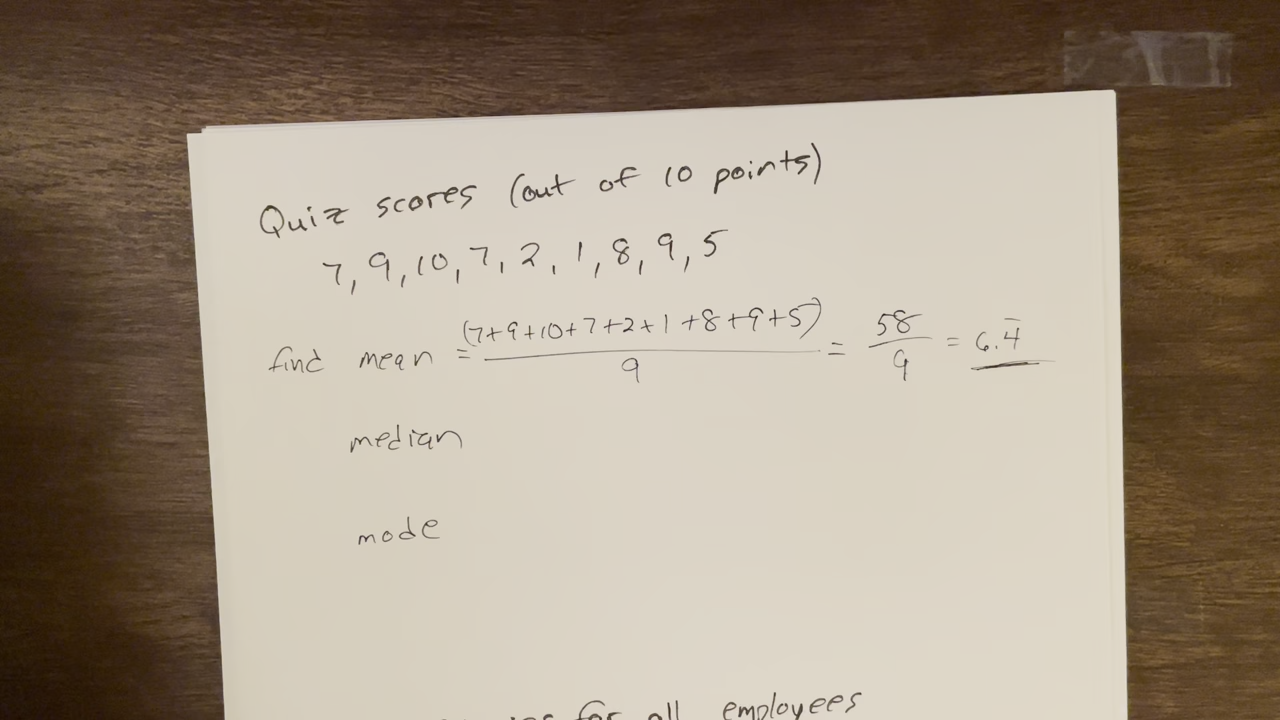 Quiz scores (out of 10 points)
7, 9, 10, 7, 2, 1, 8, 9, 5
find mean = (7+9+10+7+2+1+8+9+5) / 9 = 58/9 = 6.4̅
median
mode
for all employees